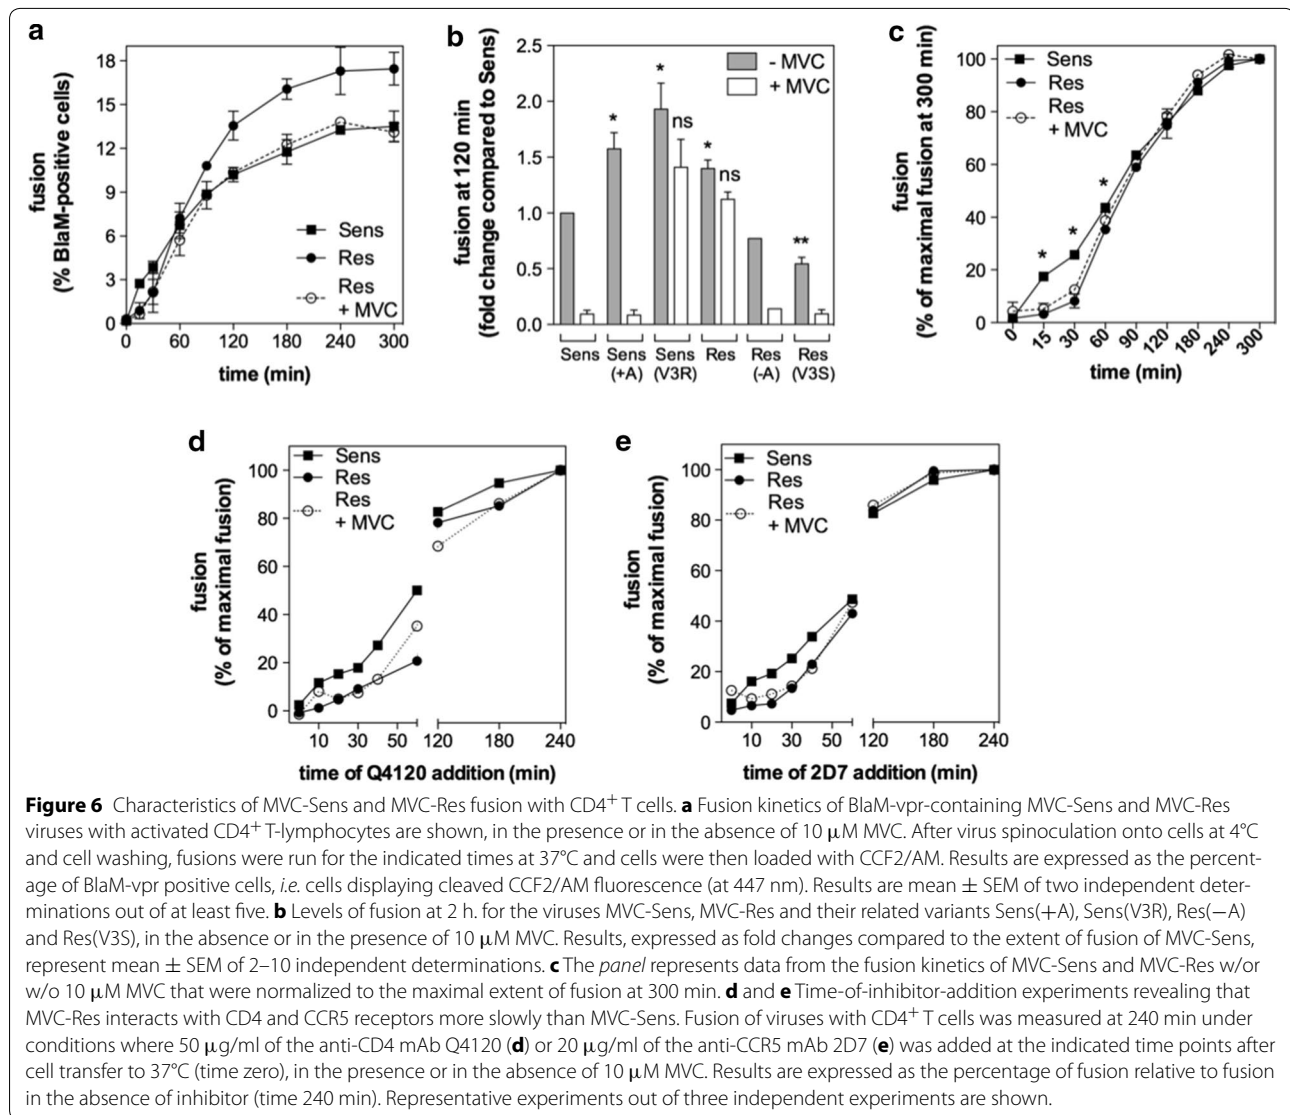 a
fusion
(% BlaM-positive cells)
18
15
12
9
6
3
0
0 60 120 180 240 300
time (min)
Sens
Res
Res
+ MVC
b
fusion at 120 min
(fold change compared to Sens)
2.5
2.0
1.5
1.0
0.5
0.0
- MVC
+ MVC
* * ns * ns **
Sens Sens (+A) Sens (V3R) Res Res (-A) Res (V3S)
c
fusion
(% of maximal fusion at 300 min)
100
80
60
40
20
0
Sens
Res
Res
+ MVC
* * *
0 15 30 60 90 120 180 240 300
time (min)
d
fusion
(% of maximal fusion)
100
80
60
40
20
0
Sens
Res
Res
+ MVC
10 30 50 120 180 240
time of Q4120 addition (min)
e
fusion
(% of maximal fusion)
100
80
60
40
20
0
Sens
Res
Res
+ MVC
10 30 50 120 180 240
time of 2D7 addition (min)
Figure 6 Characteristics of MVC-Sens and MVC-Res fusion with CD4+ T cells. a Fusion kinetics of BlaM-vpr-containing MVC-Sens and MVC-Res
viruses with activated CD4+ T-lymphocytes are shown, in the presence or in the absence of 10 μM MVC. After virus spinoculation onto cells at 4°C
and cell washing, fusions were run for the indicated times at 37°C and cells were then loaded with CCF2/AM. Results are expressed as the percent-
age of BlaM-vpr positive cells, i.e. cells displaying cleaved CCF2/AM fluorescence (at 447 nm). Results are mean ± SEM of two independent deter-
minations out of at least five. b Levels of fusion at 2 h. for the viruses MVC-Sens, MVC-Res and their related variants Sens(+A), Sens(V3R), Res(−A)
and Res(V3S), in the absence or in the presence of 10 μM MVC. Results, expressed as fold changes compared to the extent of fusion of MVC-Sens,
represent mean ± SEM of 2–10 independent determinations. c The panel represents data from the fusion kinetics of MVC-Sens and MVC-Res w/or
w/o 10 μM MVC that were normalized to the maximal extent of fusion at 300 min. d and e Time-of-inhibitor-addition experiments revealing that
MVC-Res interacts with CD4 and CCR5 receptors more slowly than MVC-Sens. Fusion of viruses with CD4+ T cells was measured at 240 min under
conditions where 50 μg/ml of the anti-CD4 mAb Q4120 (d) or 20 μg/ml of the anti-CCR5 mAb 2D7 (e) was added at the indicated time points after
cell transfer to 37°C (time zero), in the presence or in the absence of 10 μM MVC. Results are expressed as the percentage of fusion relative to fusion
in the absence of inhibitor (time 240 min). Representative experiments out of three independent experiments are shown.